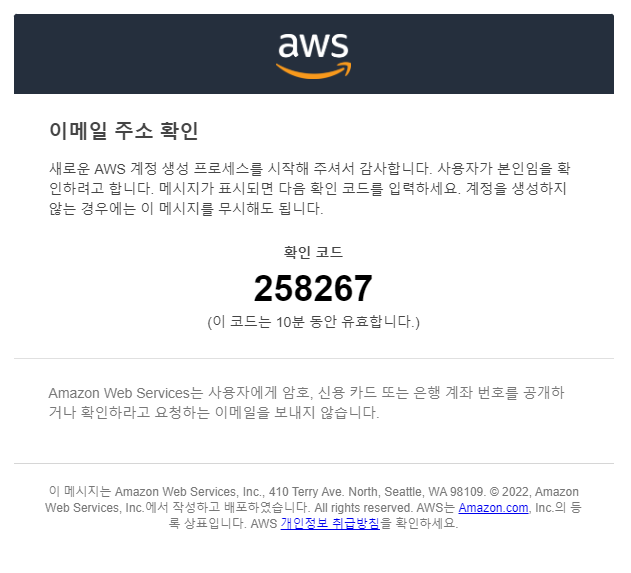 aws
이메일 주소 확인
새로운 AWS 계정 생성 프로세스를 시작해 주셔서 감사합니다. 사용자가 본인임을 확
인하려고 합니다. 메시지가 표시되면 다음 확인 코드를 입력하세요. 계정을 생성하지
않는 경우에는 이 메시지를 무시해도 됩니다.
확인 코드
258267
(이 코드는 10분 동안 유효합니다.)
Amazon Web Services는 사용자에게 암호, 신용 카드 또는 은행 계좌 번호를 공개하
거나 확인하라고 요청하는 이메일을 보내지 않습니다.
이 메시지는 Amazon Web Services, Inc., 410 Terry Ave. North, Seattle, WA 98109. © 2022, Amazon
Web Services, Inc.에서 작성하고 배포하였습니다. All rights reserved. AWS는 Amazon.com, Inc.의 등
록 상표입니다. AWS 개인정보 취급방침을 확인하세요.